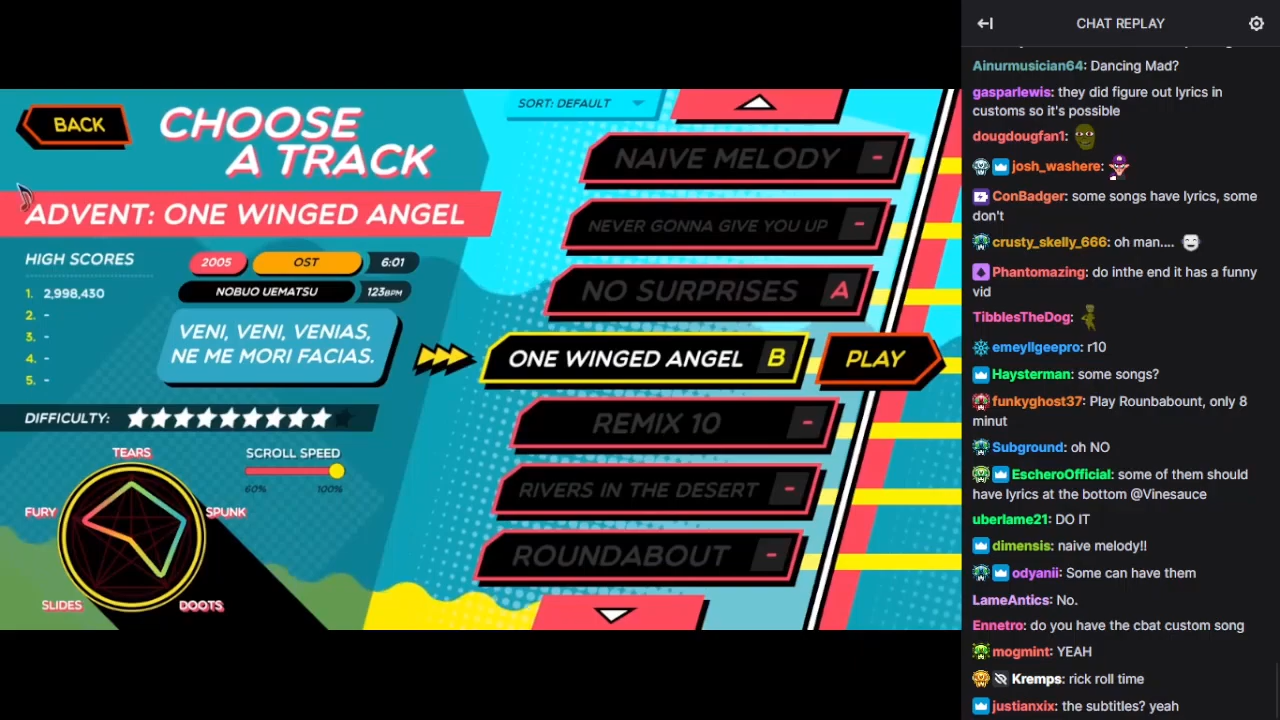 BACK
CHOOSE
A TRACK
ADVENT: ONE WINGED ANGEL
HIGH SCORES
1. 2,998,430
2. -
3. -
4. -
5. -
2005
OST
6:01
NOBUO UEMATSU
123BPM
VENI, VENI, VENIAS,
NE ME MORI FACIAS.
DIFFICULTY:
SCROLL SPEED
60%
100%
TEARS
FURY
SPUNK
SLIDES
DOOTS
SORT: DEFAULT
NAIVE MELODY -
NEVER GONNA GIVE YOU UP -
NO SURPRISES A
ONE WINGED ANGEL B
PLAY
REMIX 10 -
RIVERS IN THE DESERT -
ROUNDABOUT -
CHAT REPLAY
Ainurmusician64: Dancing Mad?
gasparlewis: they did figure out lyrics in
customs so it's possible
dougdougfan1:
josh_washere:
ConBadger: some songs have lyrics, some
don't
crusty_skelly_666: oh man....
Phantomazing: do inthe end it has a funny
vid
TibblesTheDog:
emeyllgeepro: r10
Haysterman: some songs?
funkyghost37: Play Rounbabount, only 8
minut
Subground: oh NO
EscheroOfficial: some of them should
have lyrics at the bottom @Vinesauce
uberlame21: DO IT
dimensis: naive melody!!
odyanii: Some can have them
LameAntics: No.
Ennetro: do you have the cbat custom song
mogmint: YEAH
Kremps: rick roll time
justianxix: the subtitles? yeah